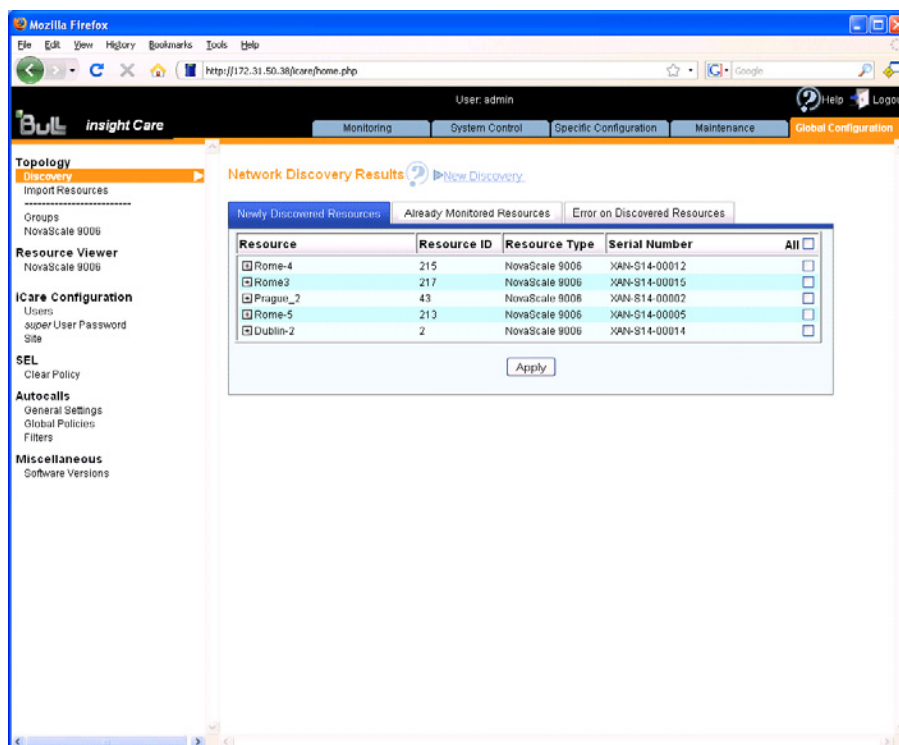 Mozilla Firefox
File Edit View History Bookmarks Tools Help
http://172.31.50.38/icare/home.php
Google
User: admin
Help
Bull
insight Care
Monitoring
System Control
Specific Configuration
Maintenance
Global Configuration
Topology
Discovery
Import Resources
-------------------------
Groups
NovaScale 9006
Resource Viewer
NovaScale 9006
iCare Configuration
Users
super User Password
Site
SEL
Clear Policy
Autocalls
General Settings
Global Policies
Filters
Miscellaneous
Software Versions
Network Discovery Results
New Discovery
Newly Discovered Resources
Already Monitored Resources
Error on Discovered Resources
Resource Resource ID Resource Type Serial Number All
Rome-4 215 NovaScale 9006 XAN-S14-00012
Rome3 217 NovaScale 9006 XAN-S14-00015
Prague_2 43 NovaScale 9006 XAN-S14-00002
Rome-5 213 NovaScale 9006 XAN-S14-00005
Dublin-2 2 NovaScale 9006 XAN-S14-00014
Apply